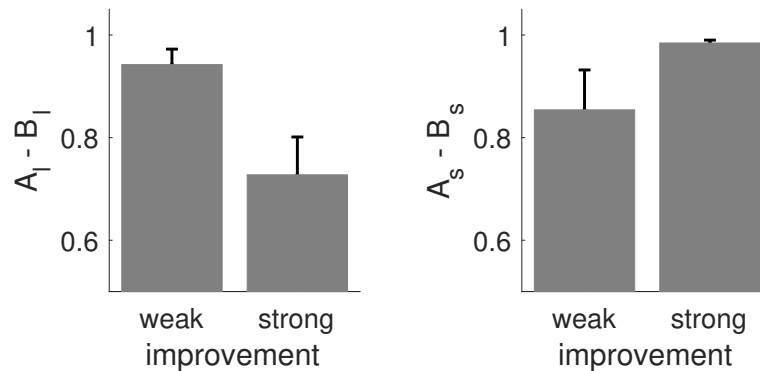 1
0.8
0.6
A_l - B_l
weak strong
improvement
1
0.8
0.6
A_s - B_s
weak strong
improvement